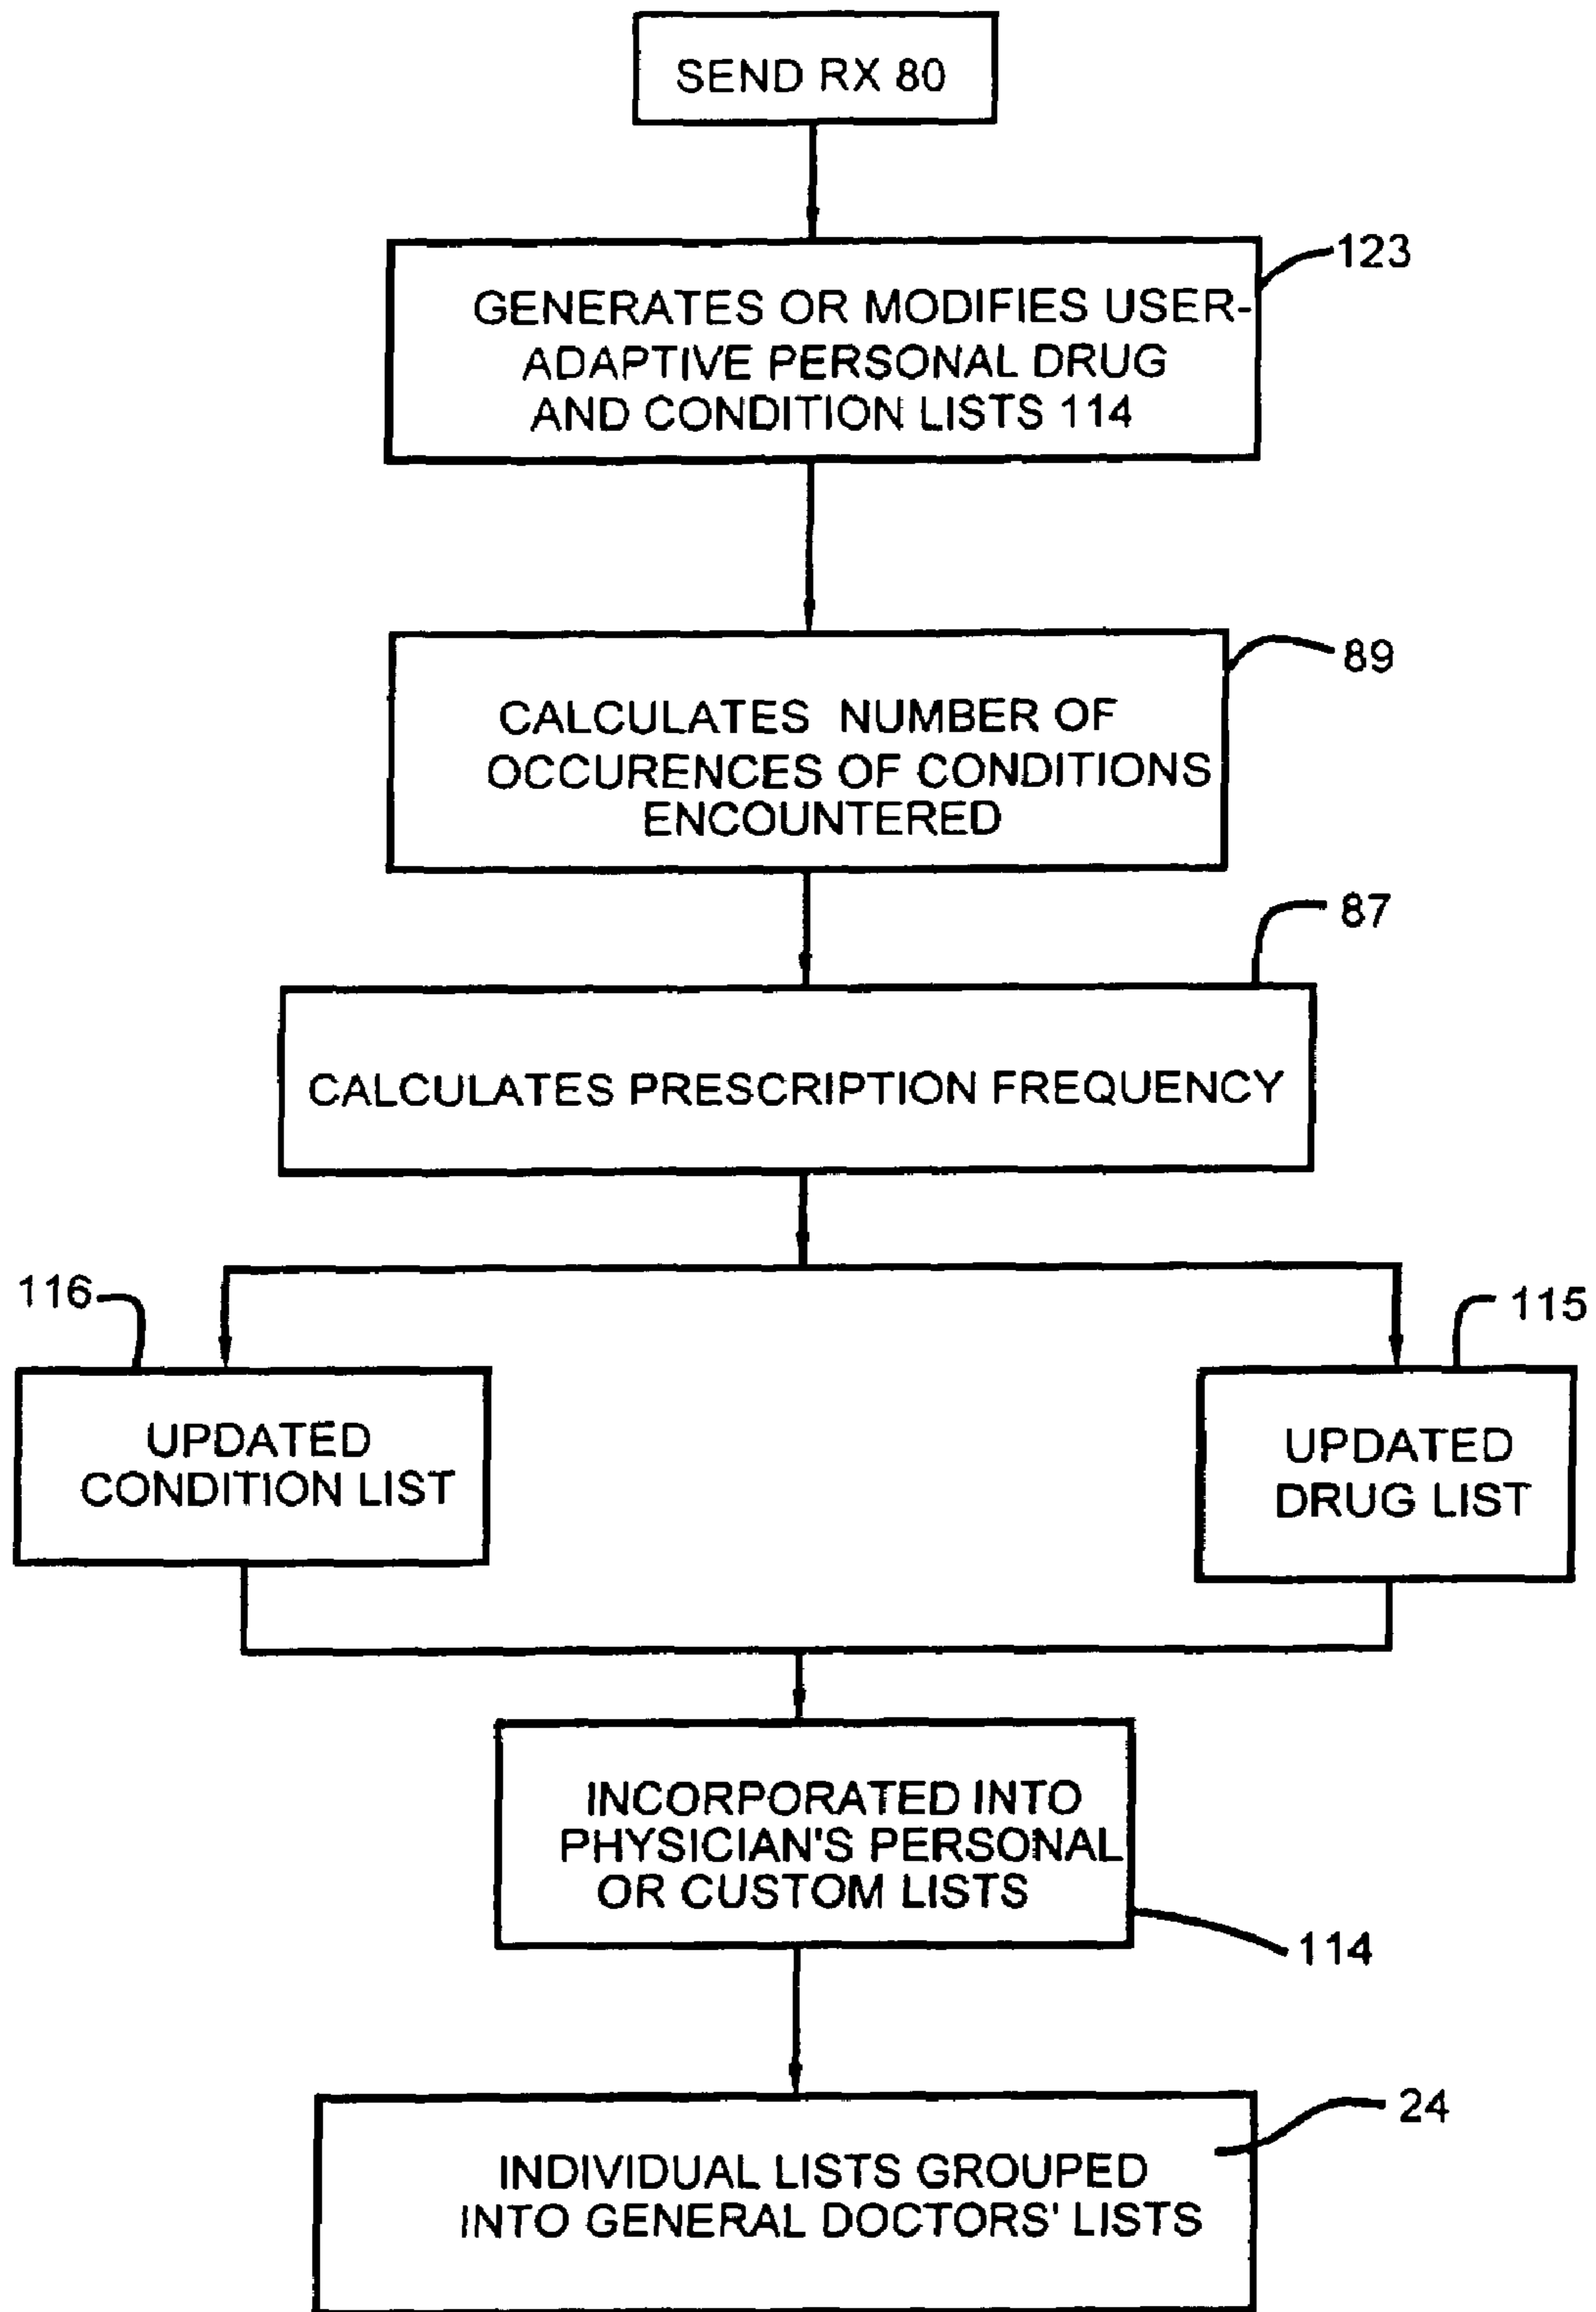 SEND RX 80
123
GENERATES OR MODIFIES USER-
ADAPTIVE PERSONAL DRUG
AND CONDITION LISTS 114
89
CALCULATES NUMBER OF
OCCURENCES OF CONDITIONS
ENCOUNTERED
87
CALCULATES PRESCRIPTION FREQUENCY
116
115
UPDATED
CONDITION LIST
UPDATED
DRUG LIST
INCORPORATED INTO
PHYSICIAN'S PERSONAL
OR CUSTOM LISTS
114
24
INDIVIDUAL LISTS GROUPED
INTO GENERAL DOCTORS' LISTS